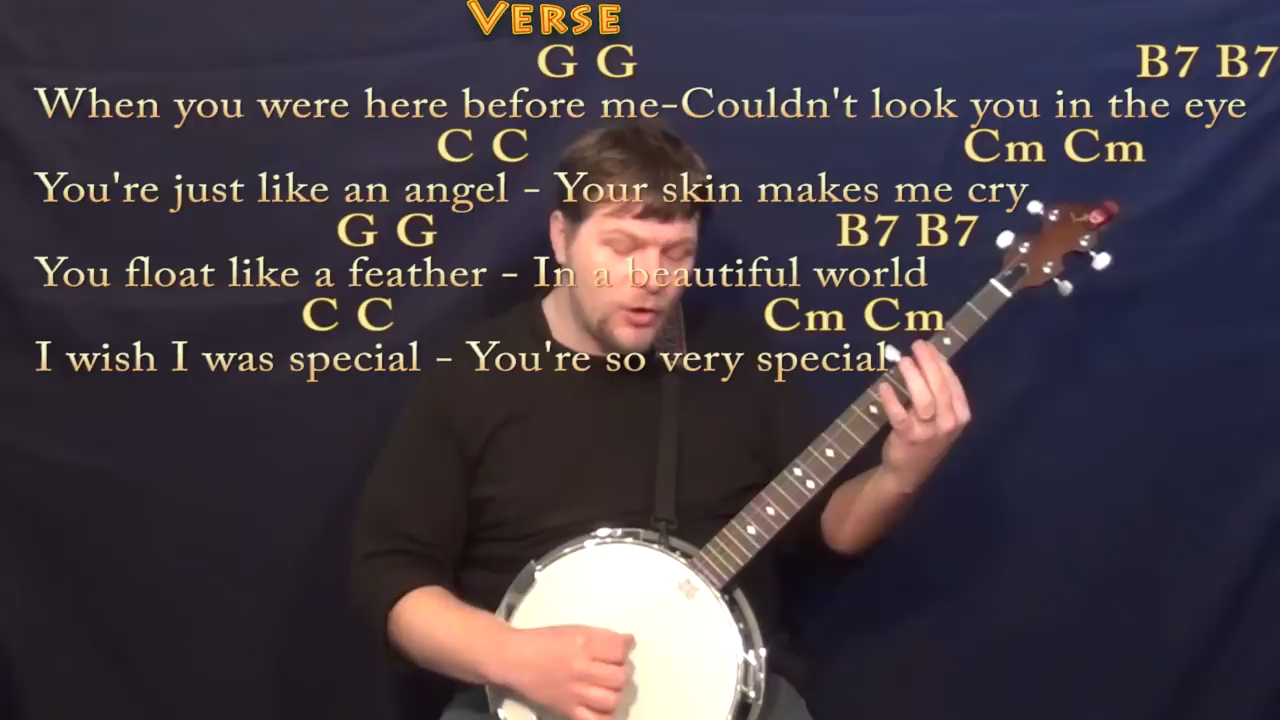 VERSE
G G B7 B7
When you were here before me-Couldn't look you in the eye
C C Cm Cm
You're just like an angel - Your skin makes me cry
G G B7 B7
You float like a feather - In a beautiful world
C C Cm Cm
I wish I was special - You're so very special